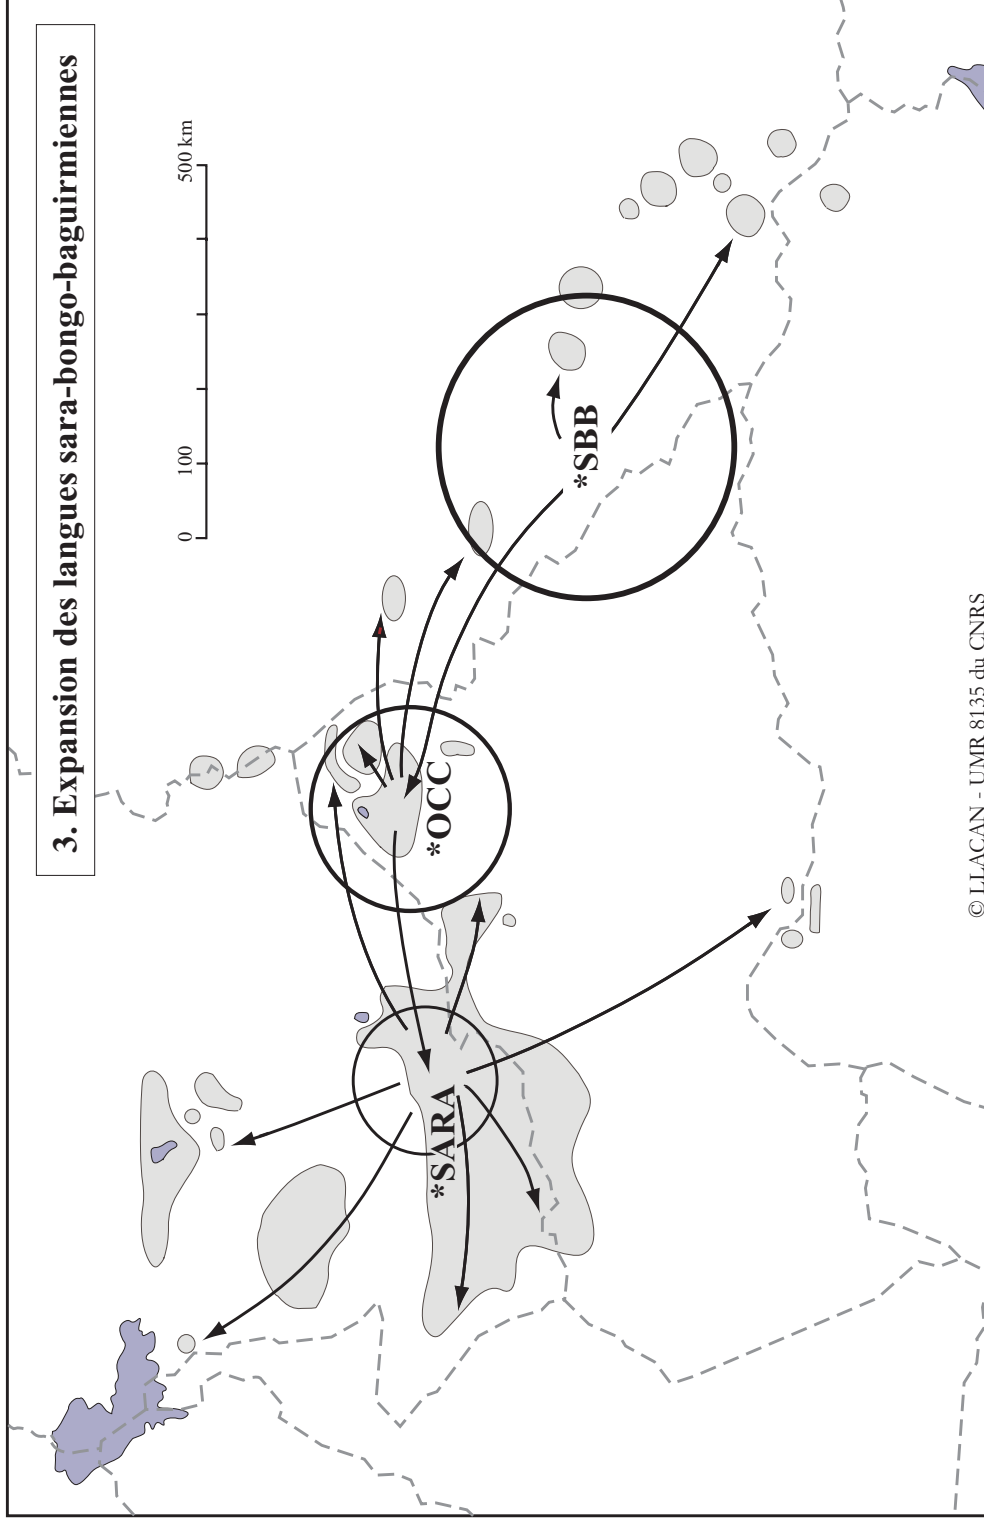 3. Expansion des langues sara-bongo-baguirmiennes
0 100 500 km
*SBB
*OCC
*SARA
© LLACAN - UMR 8135 du CNRS